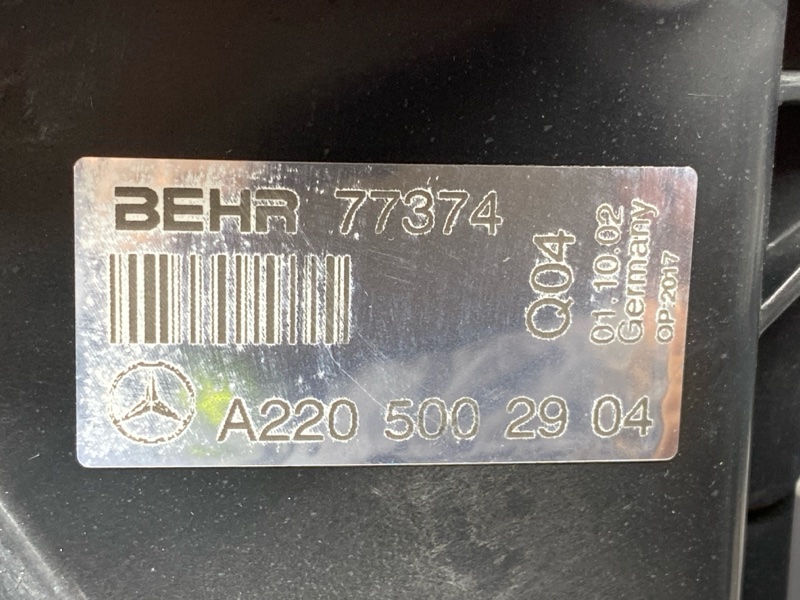 BEHR 77374
Q04
01.10.02
Germany
OP 2017
A220 500 29 04